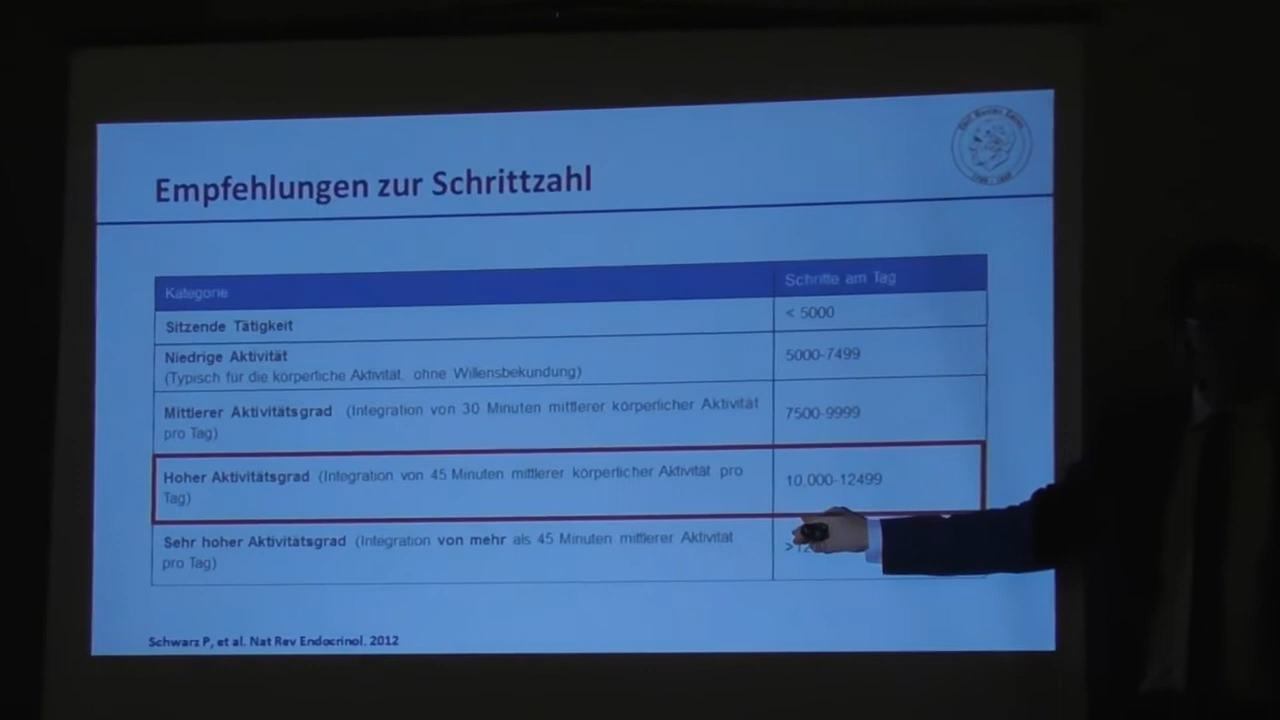 Empfehlungen zur Schrittzahl
Kategorie
Schritte am Tag
Sitzende Tätigkeit
< 5000
Niedrige Aktivität
(Typisch für die körperliche Aktivität, ohne Willensbekundung)
5000-7499
Mittlerer Aktivitätsgrad (Integration von 30 Minuten mittlerer körperlicher Aktivität
pro Tag)
7500-9999
Hoher Aktivitätsgrad (Integration von 45 Minuten mittlerer körperlicher Aktivität pro
Tag)
10.000-12499
Sehr hoher Aktivitätsgrad (Integration von mehr als 45 Minuten mittlerer Aktivität
pro Tag)
Schwarz P, et al. Nat Rev Endocrinol. 2012